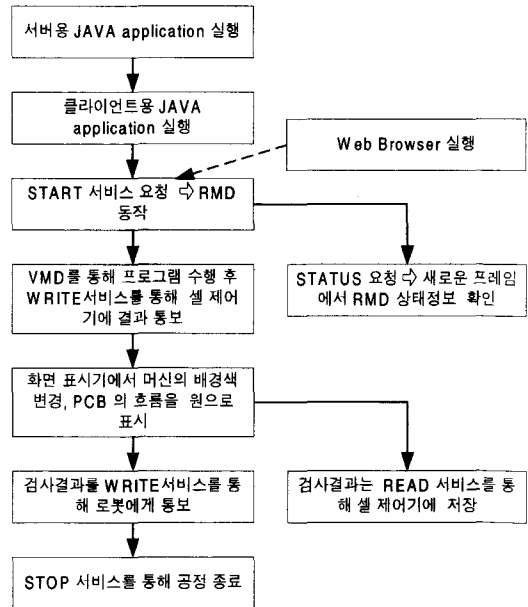 서버용 JAVA application 실행
클라이언트용 JAVA
application 실행
Web Browser 실행
START 서비스 요청 ⇨ RMD
동작
VMD를 통해 프로그램 수행 후
WRITE서비스를 통해 셀 제어
기에 결과 통보
STATUS 요청 ⇨ 새로운 프레임
에서 RMD 상태정보 확인
화면 표시기에서 머신의 배경색
변경, PCB 의 흐름을 원으로
표시
검사결과를 WRITE서비스를 통
해 로봇에게 통보
검사결과는 READ 서비스를 통
해 셀 제어기에 저장
STOP 서비스를 통해 공정 종료